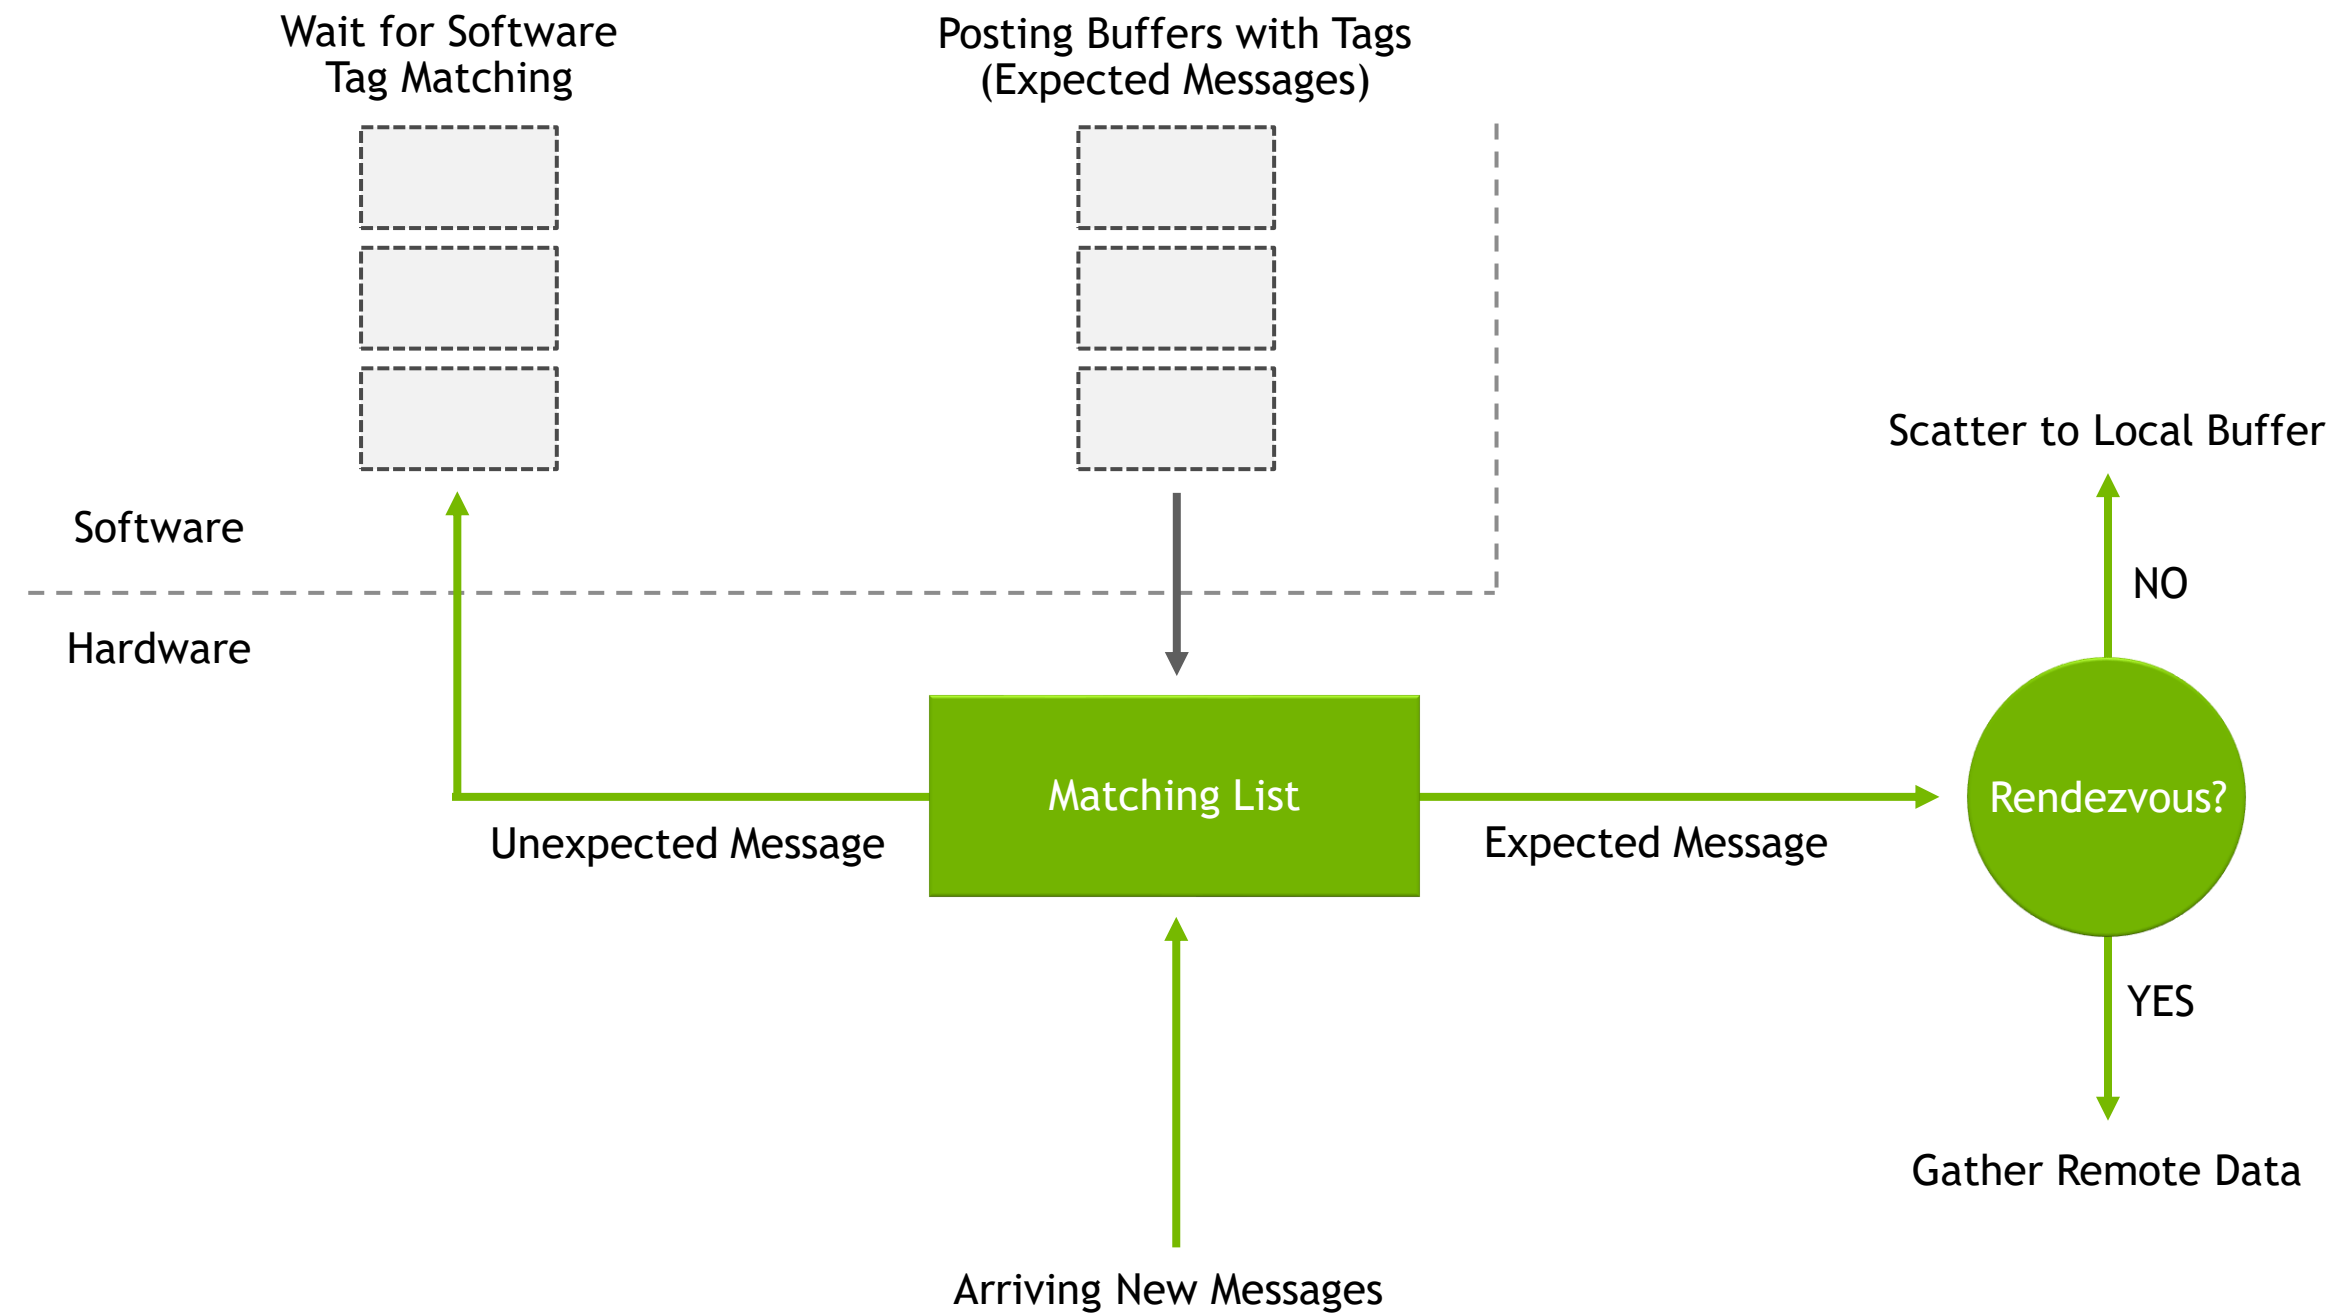 Wait for Software
Tag Matching
Posting Buffers with Tags
(Expected Messages)
Scatter to Local Buffer
Software
NO
Hardware
Matching List
Rendezvous?
Unexpected Message
Expected Message
YES
Gather Remote Data
Arriving New Messages